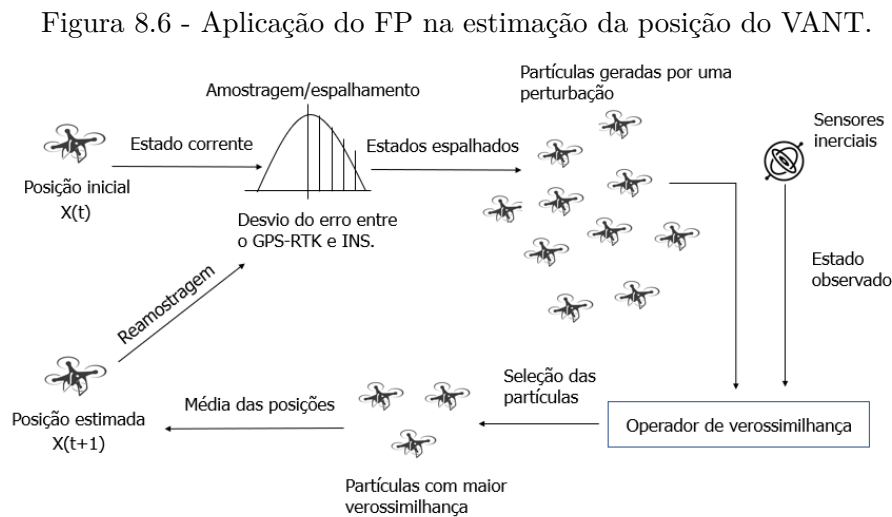 Figura 8.6 - Aplicação do FP na estimação da posição do VANT.
Posição inicial
X(t)
Estado corrente
Amostragem/espalhamento
Desvio do erro entre
o GPS-RTK e INS.
Estados espalhados
Partículas geradas por uma
perturbação
Sensores
inerciais
Estado
observado
Operador de verossimilhança
Seleção das
partículas
Partículas com maior
verossimilhança
Média das posições
Posição estimada
X(t+1)
Reamostragem